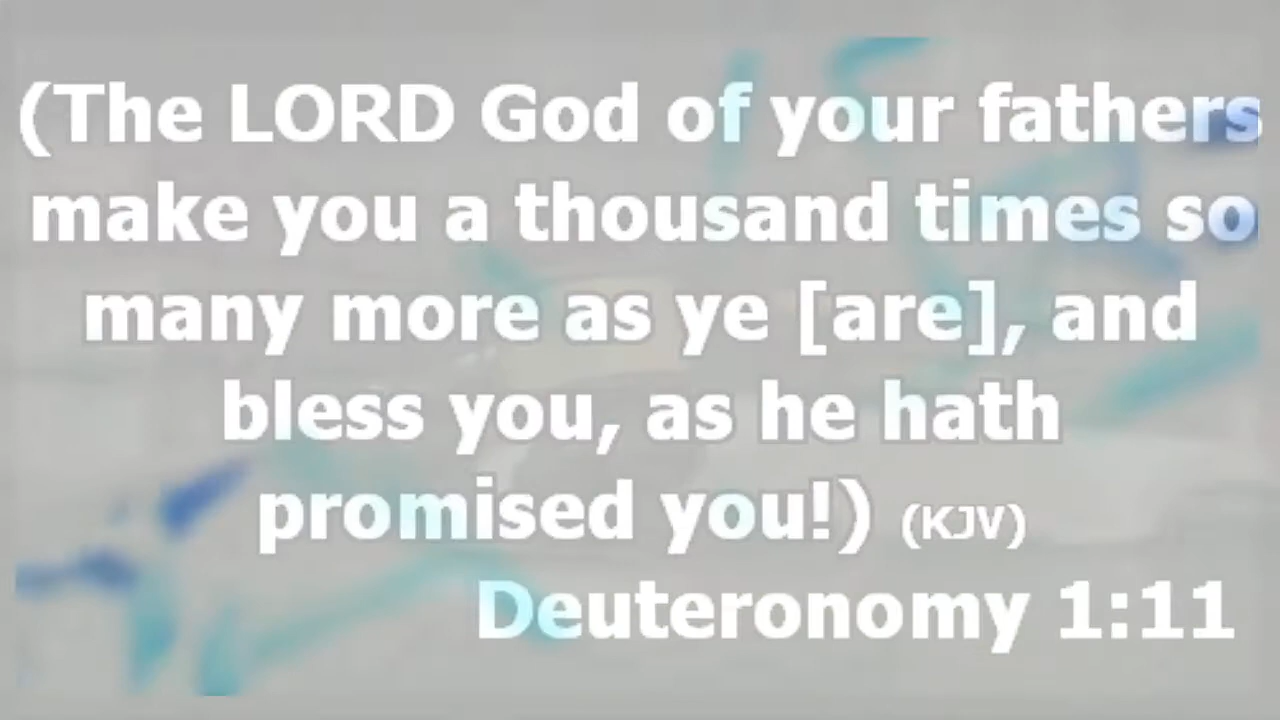 (The LORD God of your fathers
make you a thousand times so
many more as ye [are], and
bless you, as he hath
promised you!) (KJV)
Deuteronomy 1:11